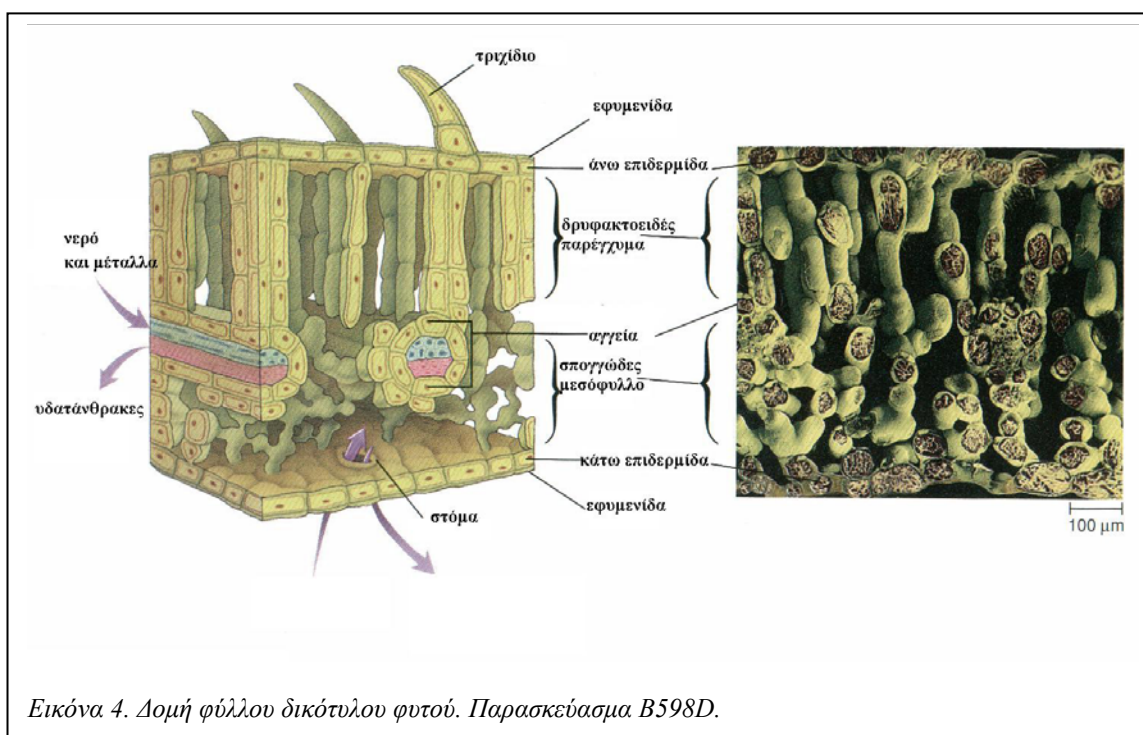 τριχίδιο
εφυμενίδα
άνω επιδερμίδα
δρυφακτοειδές
παρέγχυμα
νερό
και μέταλλα
αγγεία
σπογγώδες
μεσόφυλλο
υδατάνθρακες
κάτω επιδερμίδα
εφυμενίδα
στόμα
100 μm
Εικόνα 4. Δομή φύλλου δικότυλου φυτού. Παρασκεύασμα B598D.